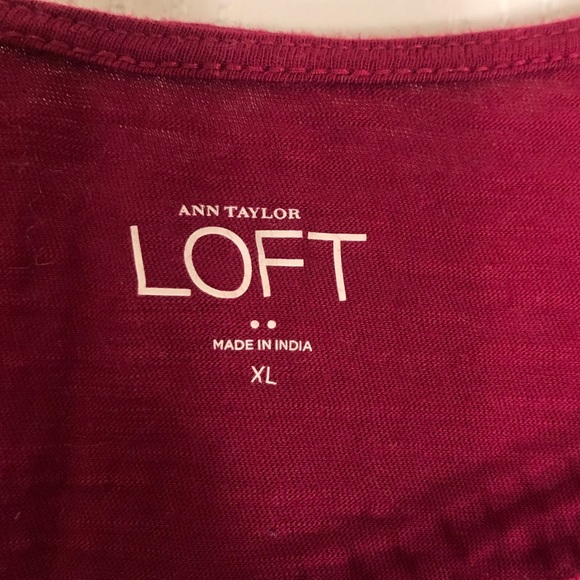 ANN TAYLOR
LOFT
••
MADE IN INDIA
XL